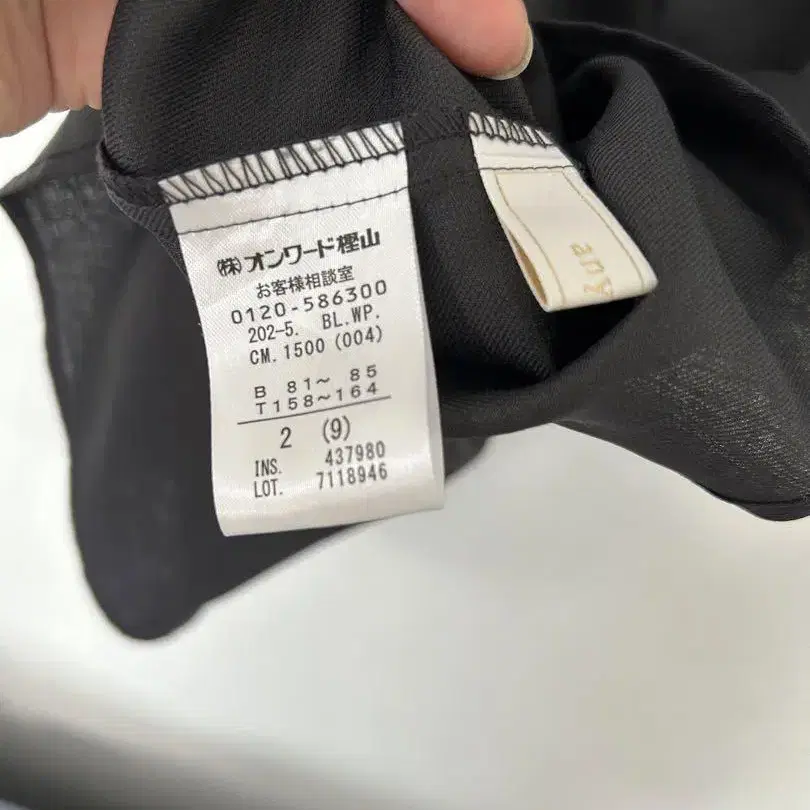 ㈱オンワード樫山
お客様相談室
0120-586300
202-5. BL.WP.
CM.1500 (004)
B 81～ 85
T158～164
2 (9)
INS. 437980
LOT. 7118946